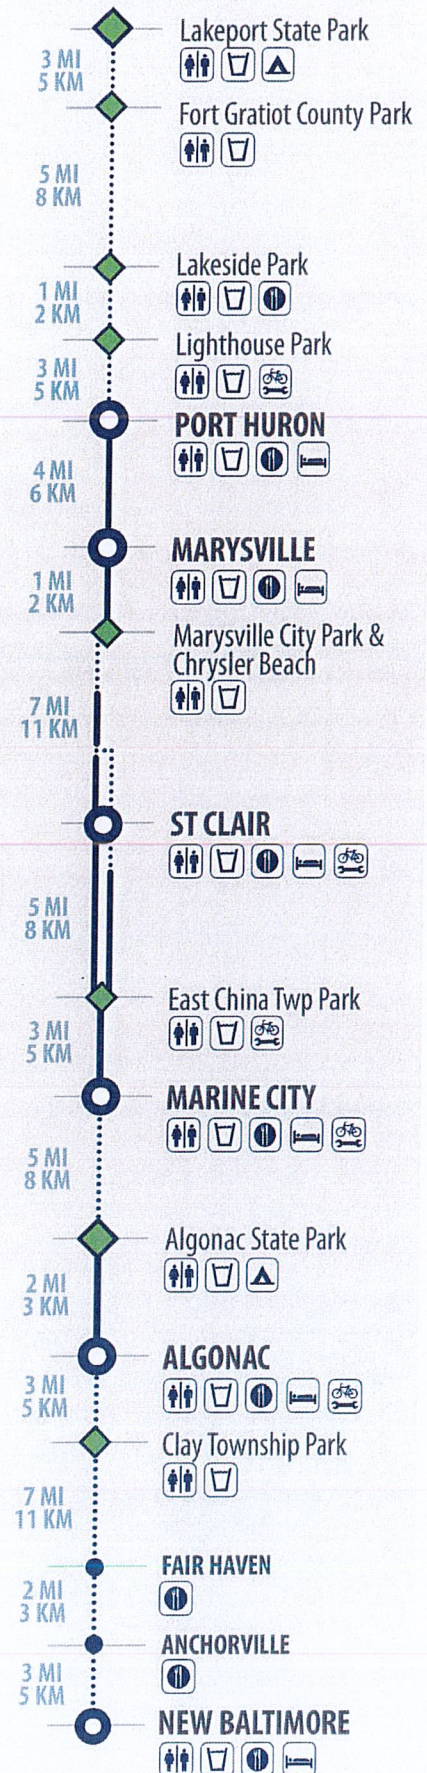 Lakeport State Park
3 MI
5 KM
Fort Gratiot County Park
5 MI
8 KM
Lakeside Park
1 MI
2 KM
Lighthouse Park
3 MI
5 KM
PORT HURON
4 MI
6 KM
MARYSVILLE
1 MI
2 KM
Marysville City Park &
Chrysler Beach
7 MI
11 KM
ST CLAIR
5 MI
8 KM
East China Twp Park
3 MI
5 KM
MARINE CITY
5 MI
8 KM
Algonac State Park
2 MI
3 KM
ALGONAC
3 MI
5 KM
Clay Township Park
7 MI
11 KM
FAIR HAVEN
2 MI
3 KM
ANCHORVILLE
3 MI
5 KM
NEW BALTIMORE